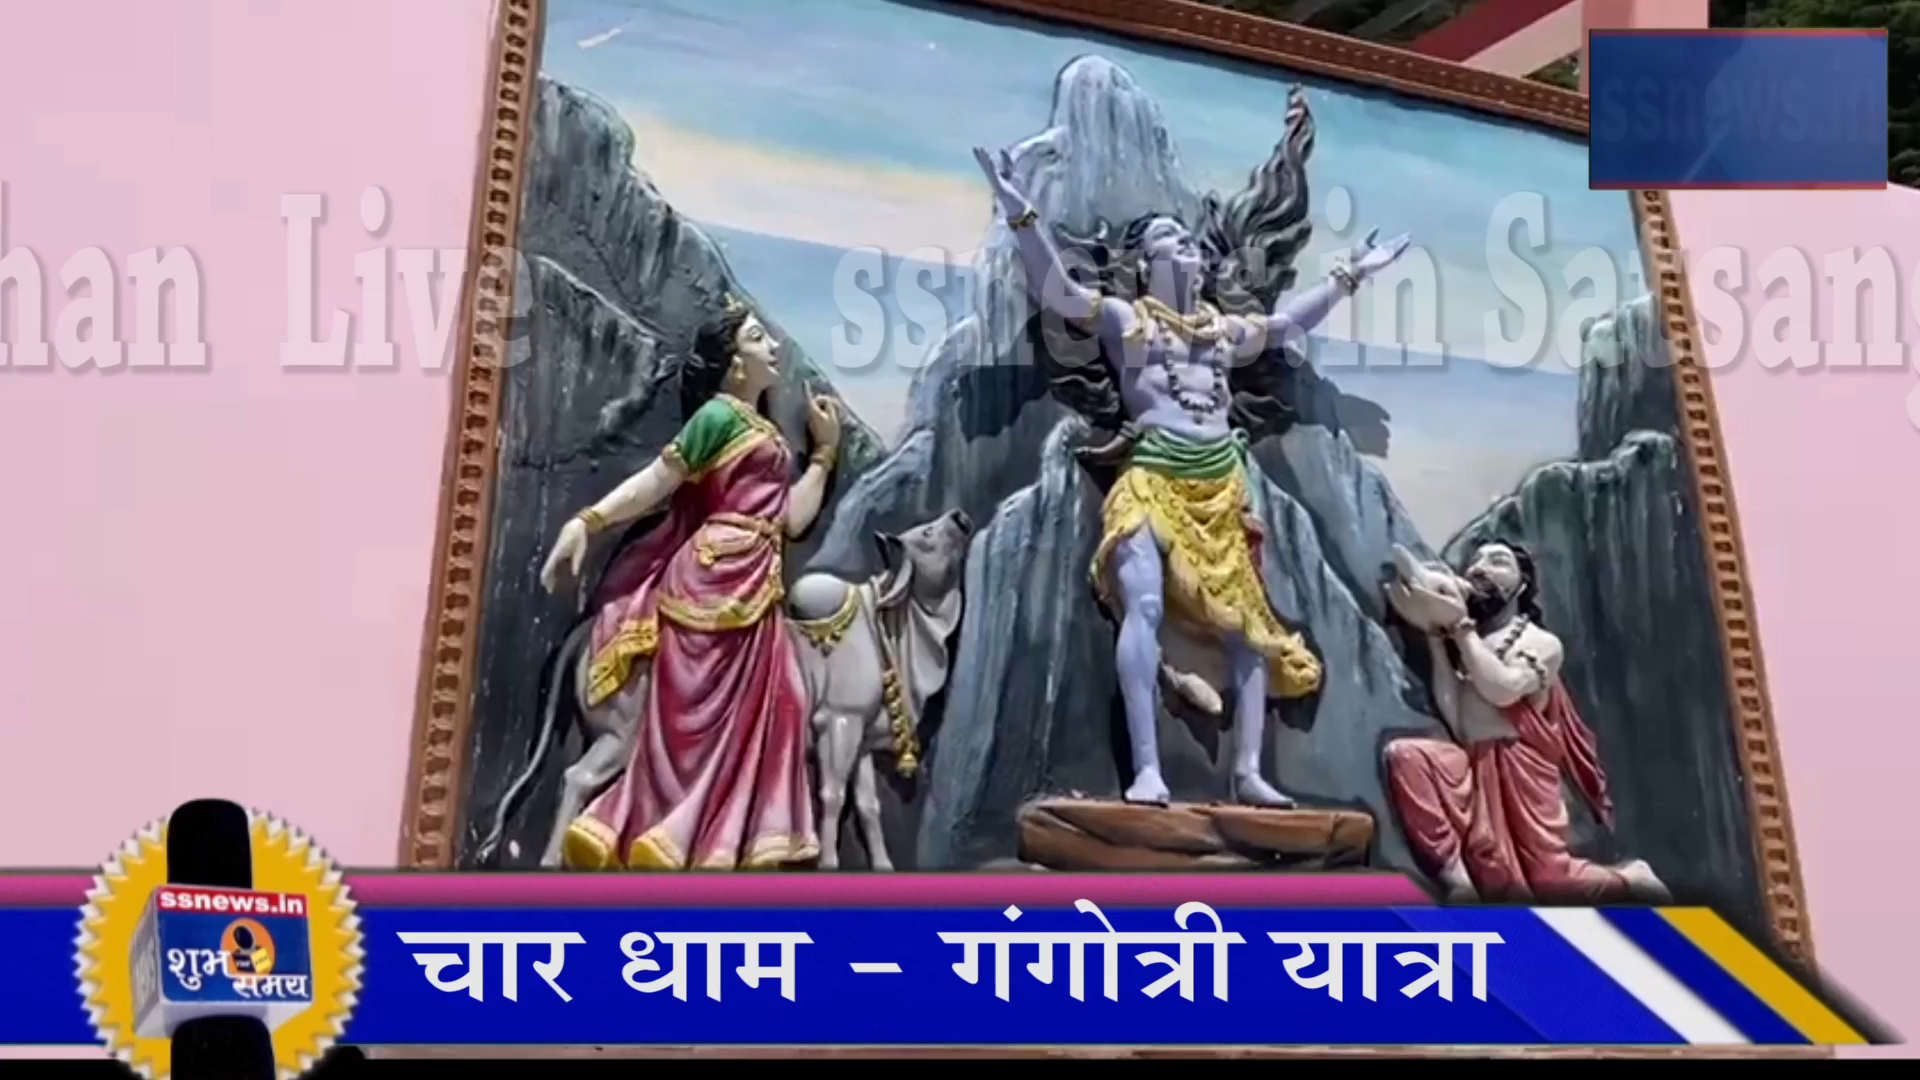 ssnews.in
han Live ssnews.in Satsang
ssnews.in
शुभ
समय
चार धाम - गंगोत्री यात्रा